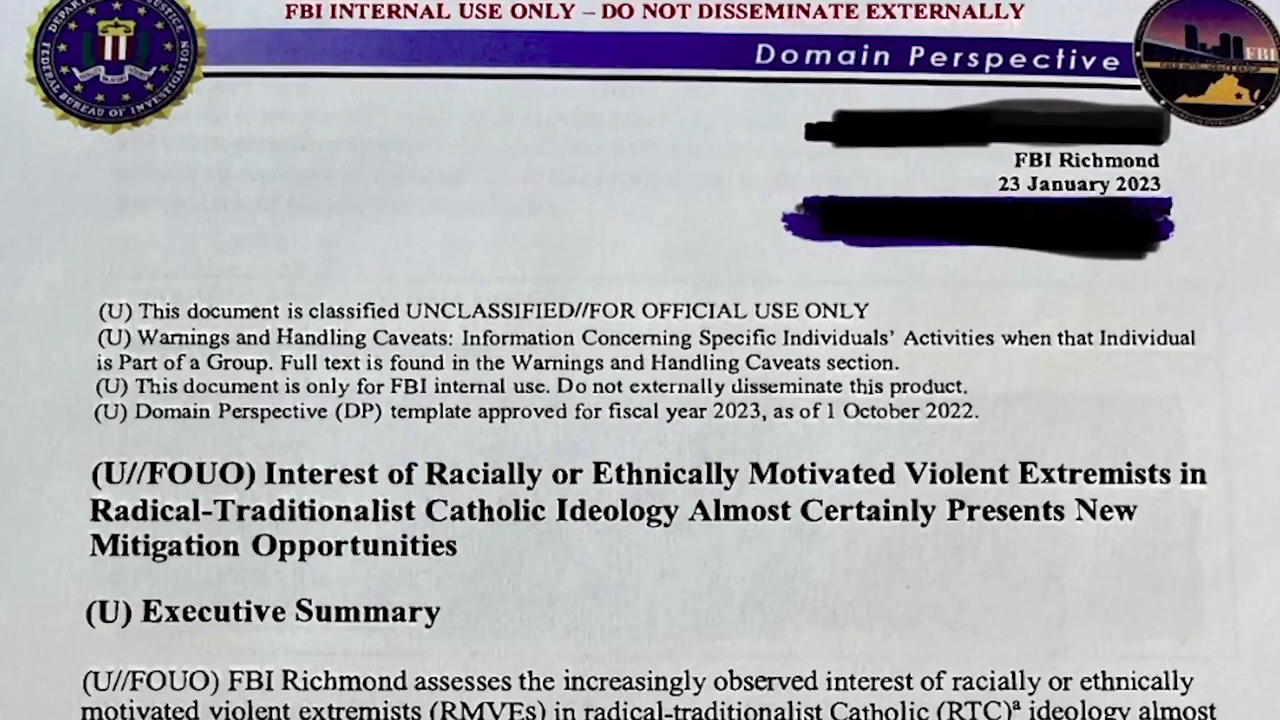 FBI INTERNAL USE ONLY – DO NOT DISSEMINATE EXTERNALLY
Domain Perspective
FBI
FEDERAL BUREAU OF INVESTIGATION
FBI Richmond
23 January 2023
(U) This document is classified UNCLASSIFIED//FOR OFFICIAL USE ONLY
(U) Warnings and Handling Caveats: Information Concerning Specific Individuals’ Activities when that Individual
is Part of a Group. Full text is found in the Warnings and Handling Caveats section.
(U) This document is only for FBI internal use. Do not externally disseminate this product.
(U) Domain Perspective (DP) template approved for fiscal year 2023, as of 1 October 2022.
(U//FOUO) Interest of Racially or Ethnically Motivated Violent Extremists in
Radical-Traditionalist Catholic Ideology Almost Certainly Presents New
Mitigation Opportunities
(U) Executive Summary
(U//FOUO) FBI Richmond assesses the increasingly observed interest of racially or ethnically
motivated violent extremists (RMVEs) in radical-traditionalist Catholic (RTC)ª ideology almost